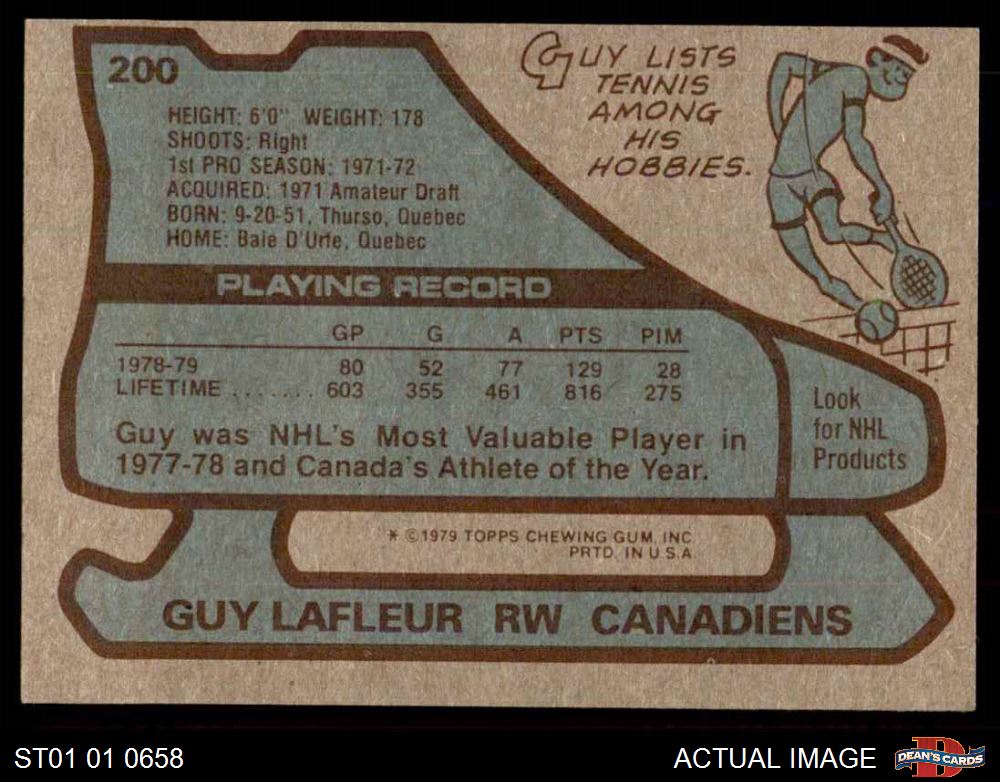 200
GUY LISTS
TENNIS
AMONG
HIS
HOBBIES.
HEIGHT: 6'0" WEIGHT: 178
SHOOTS: Right
1st PRO SEASON: 1971-72
ACQUIRED: 1971 Amateur Draft
BORN: 9-20-51, Thurso, Quebec
HOME: Baie D'Urfe, Quebec
PLAYING RECORD
GP G A PTS PIM
1978-79 80 52 77 129 28
LIFETIME ....... 603 355 461 816 275
Guy was NHL's Most Valuable Player in
1977-78 and Canada's Athlete of the Year.
Look
for NHL
Products
* ©1979 TOPPS CHEWING GUM, INC
PRTD. IN U.S.A
GUY LAFLEUR RW CANADIENS
ST01 01 0658
ACTUAL IMAGE
D
DEAN'S CARDS